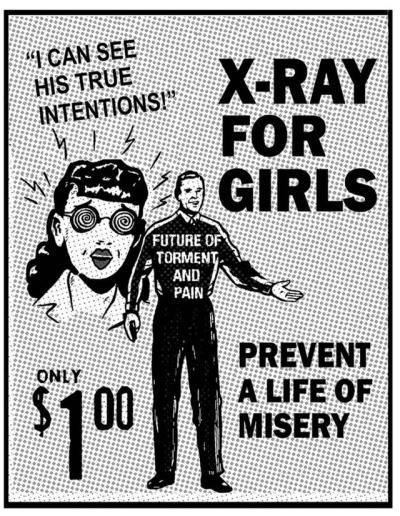 “I CAN SEE
HIS TRUE
INTENTIONS!”
X-RAY
FOR
GIRLS
FUTURE OF
TORMENT
AND
PAIN
ONLY
$1.00
PREVENT
A LIFE OF
MISERY